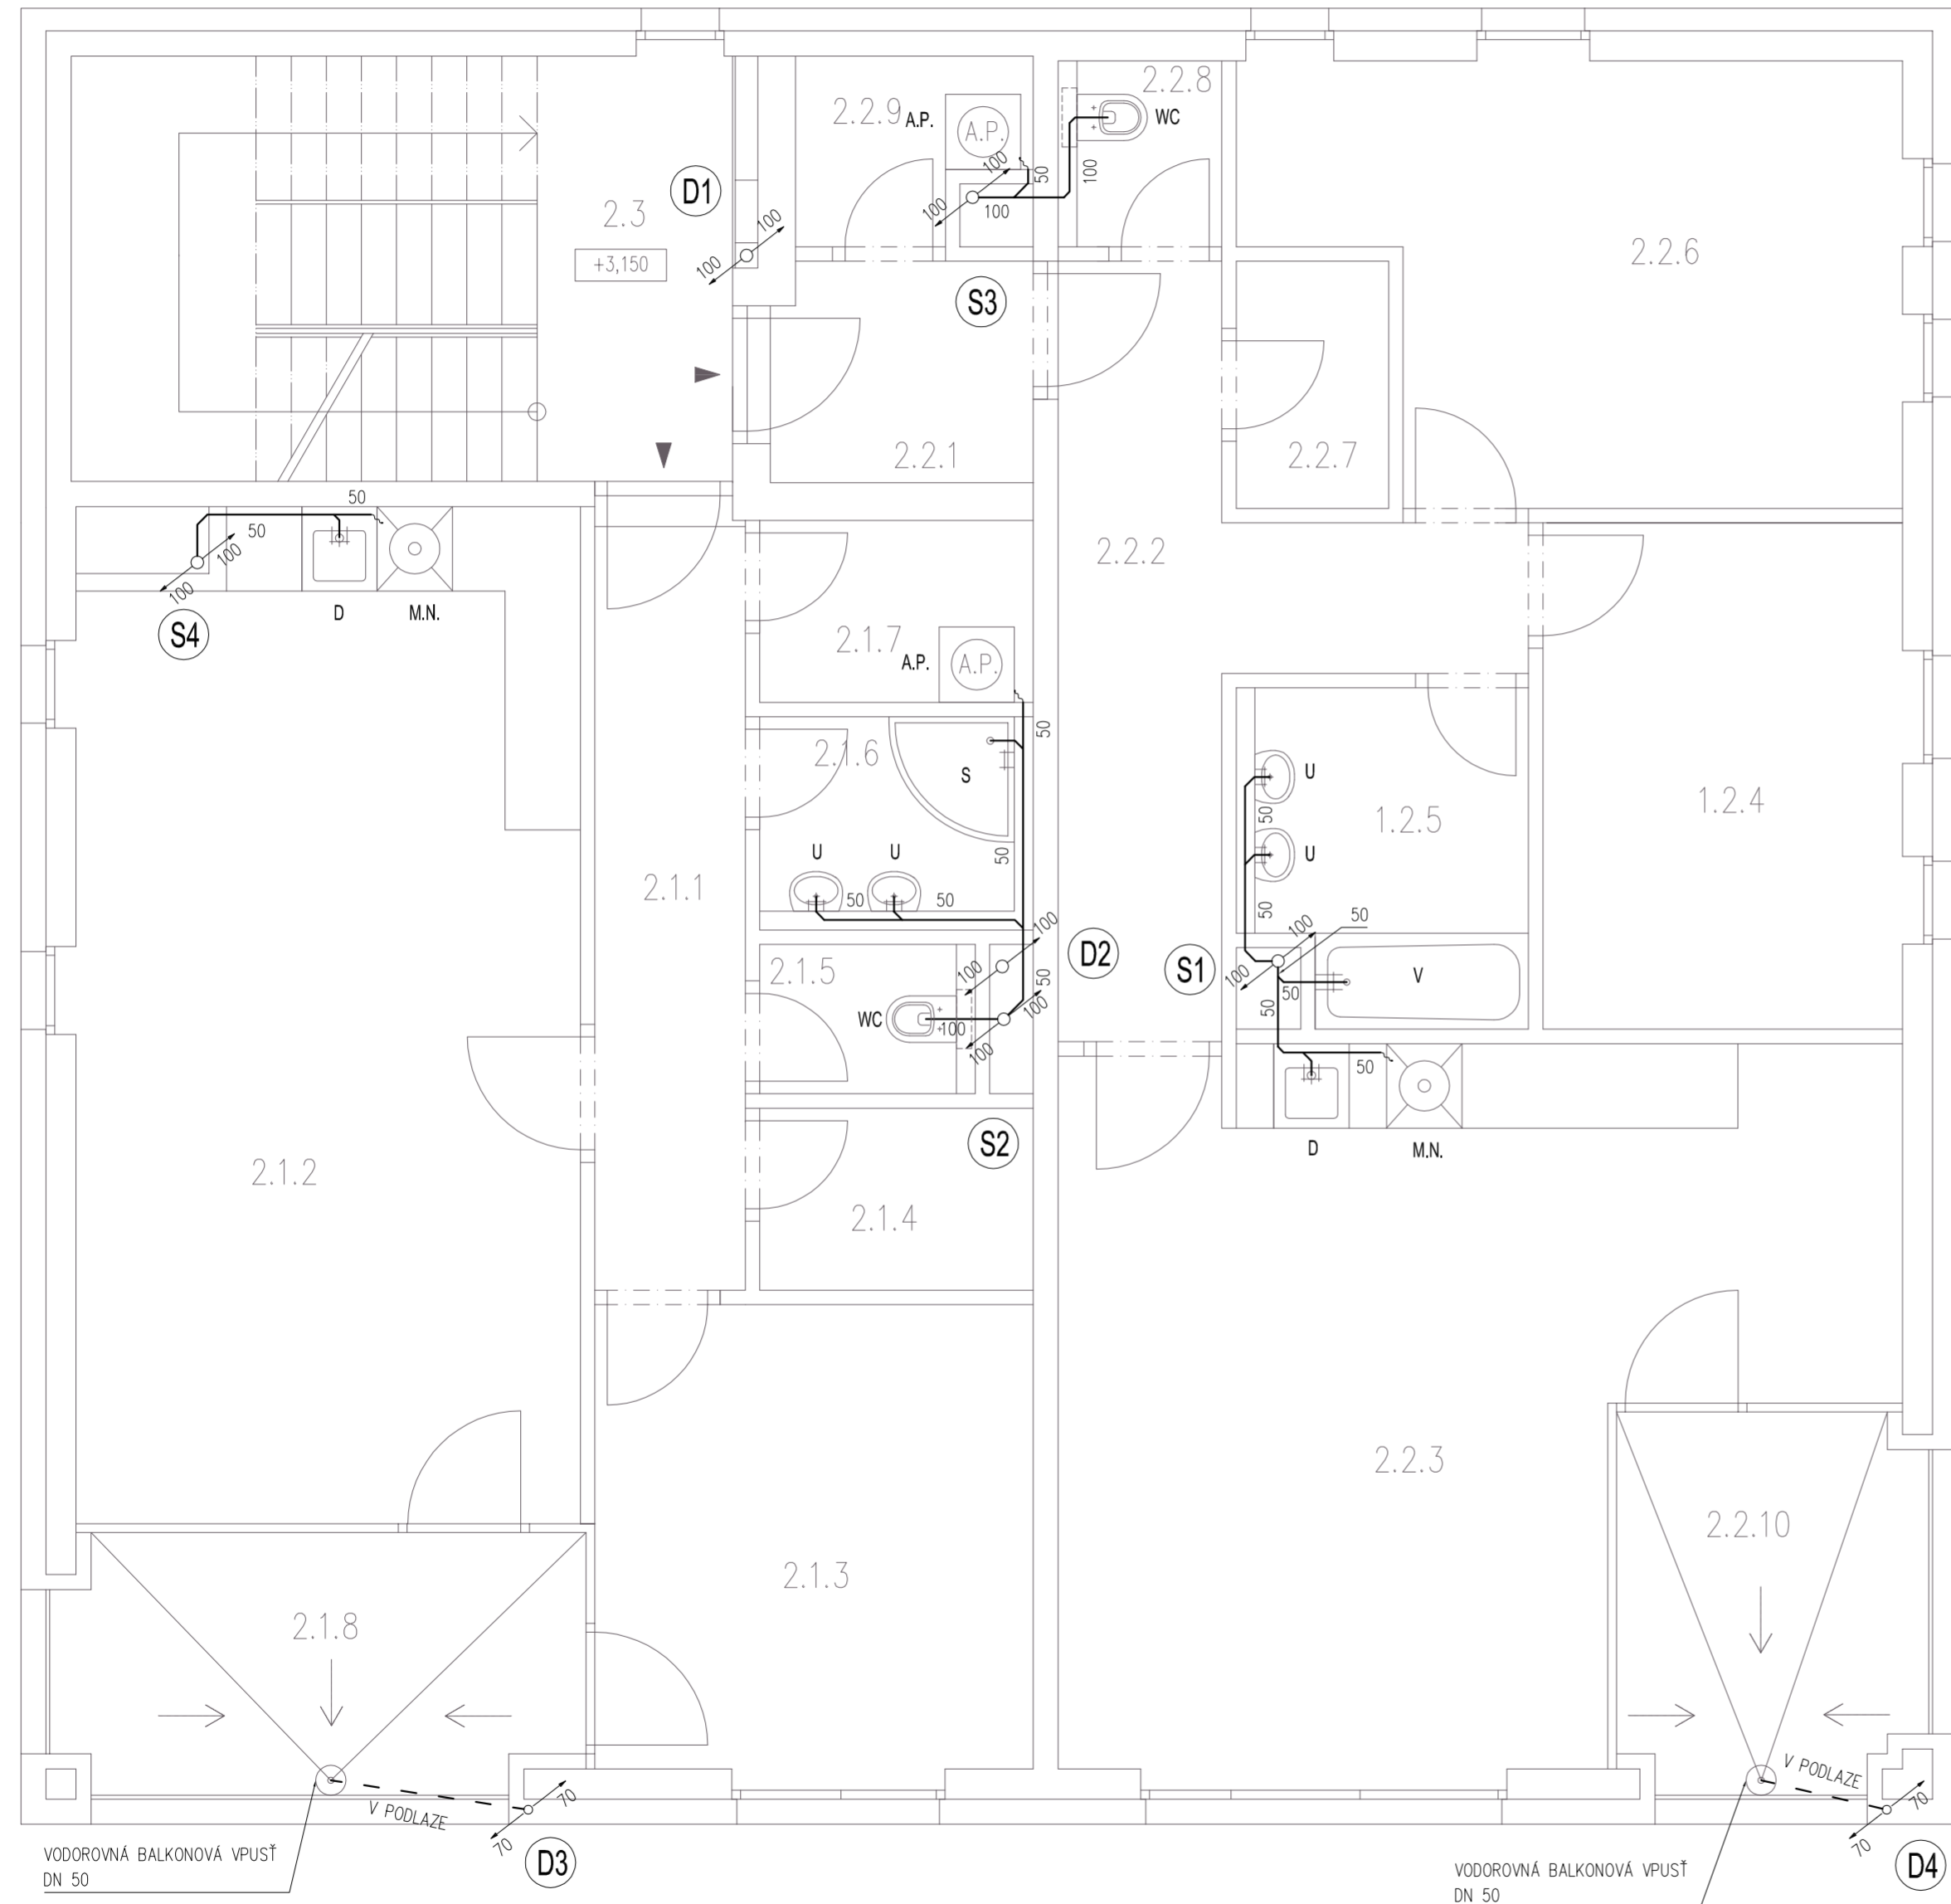 2.2.8
WC
2.2.9
A.P.
A.P.
100
50
100
100
100
D1
2.3
100
+3,150
100
2.2.6
S3
2.2.1
2.2.7
50
50
100
100
S4
D
M.N.
2.2.2
2.1.7
A.P.
A.P.
50
2.1.6
S
U
50
1.2.5
1.2.4
U
U
50
U
50
2.1.1
50
50
50
50
100
100
D2
S1
100
100
V
2.1.5
100
50
50
50
WC
100
100
100
50
D
M.N.
S2
2.1.2
2.1.4
2.2.3
2.2.10
2.1.3
2.1.8
V PODLAZE
70
70
D3
V PODLAZE
70
70
D4
VODOROVNÁ BALKONOVÁ VPUSŤ
DN 50
VODOROVNÁ BALKONOVÁ VPUSŤ
DN 50